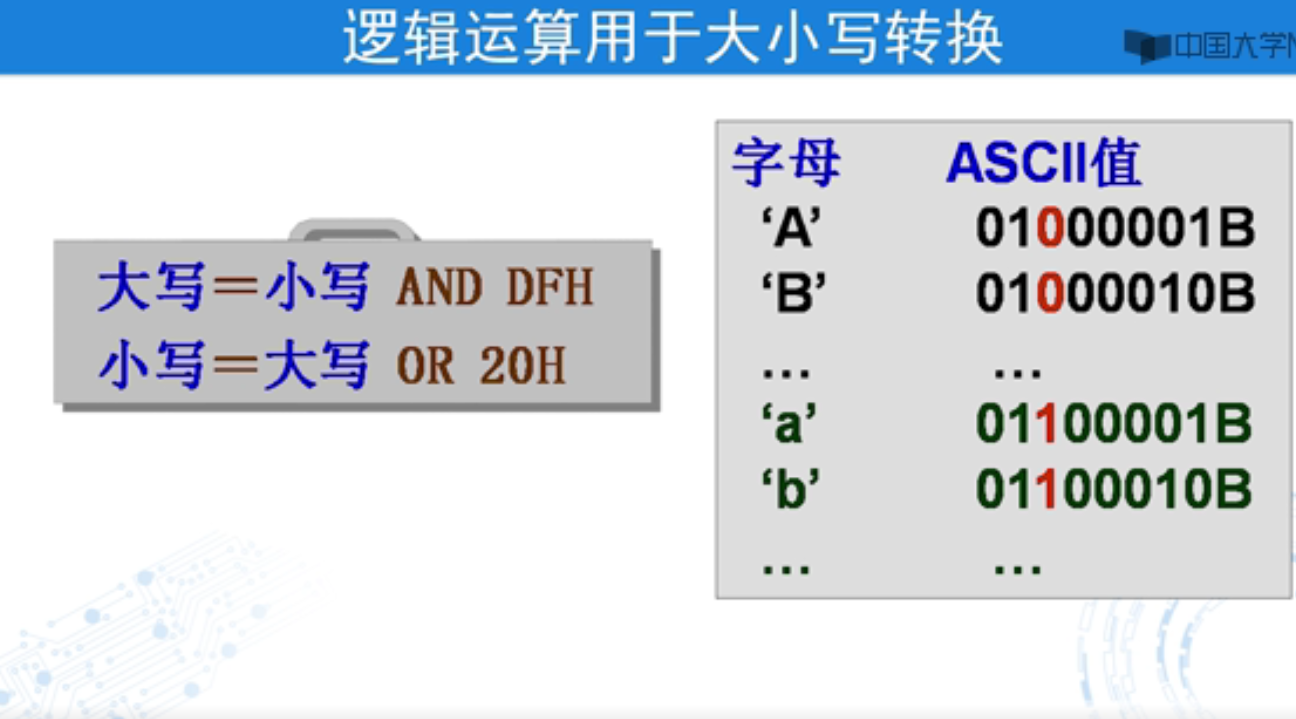 逻辑运算用于大小写转换
中国大学
大写＝小写 AND DFH
小写＝大写 OR 20H
字母 ASCII值
‘A’ 01000001B
‘B’ 01000010B
… …
‘a’ 01100001B
‘b’ 01100010B
… …